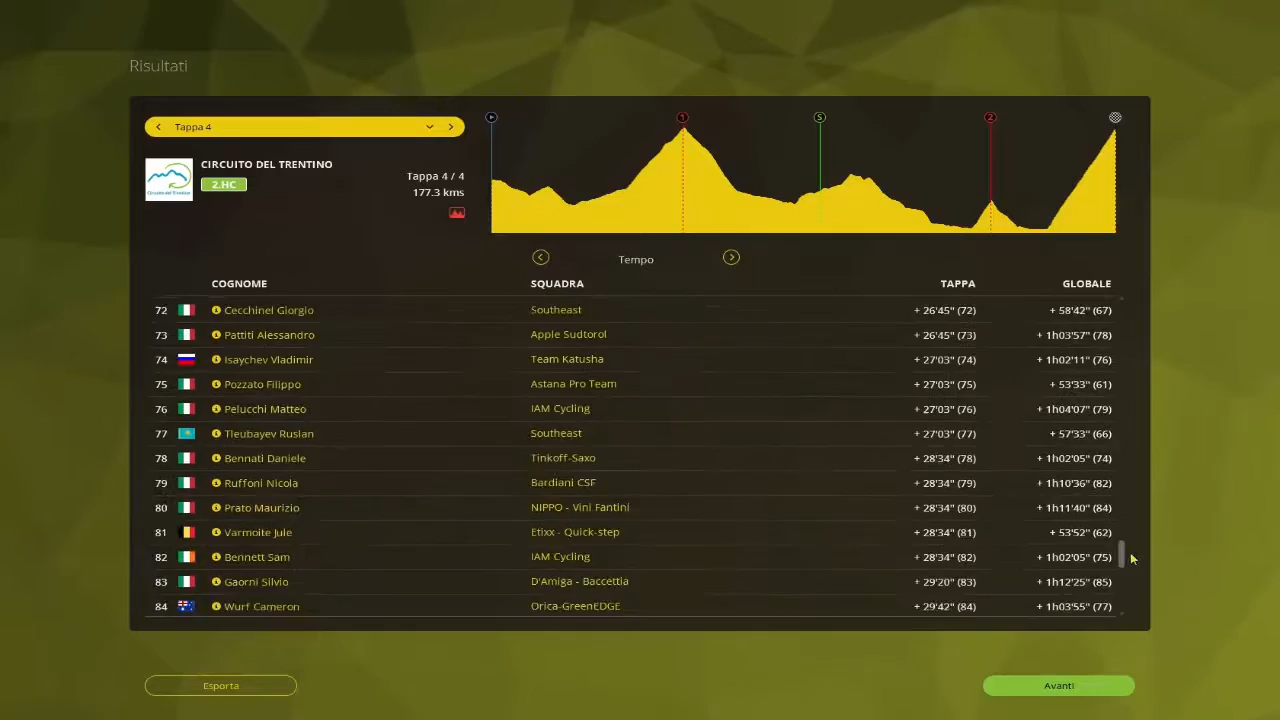 Risultati
Tappa 4
CIRCUITO DEL TRENTINO
2.HC
Tappa 4 / 4
177.3 kms
1
S
2
Tempo
COGNOME SQUADRA TAPPA GLOBALE
72 Cecchinel Giorgio Southeast + 26'45" (72) + 58'42" (67)
73 Pattiti Alessandro Apple Sudtorol + 26'45" (73) + 1h03'57" (78)
74 Isaychev Vladimir Team Katusha + 27'03" (74) + 1h02'11" (76)
75 Pozzato Filippo Astana Pro Team + 27'03" (75) + 53'33" (61)
76 Pelucchi Matteo IAM Cycling + 27'03" (76) + 1h04'07" (79)
77 Tleubayev Ruslan Southeast + 27'03" (77) + 57'33" (66)
78 Bennati Daniele Tinkoff-Saxo + 28'34" (78) + 1h02'05" (74)
79 Ruffoni Nicola Bardiani CSF + 28'34" (79) + 1h10'36" (82)
80 Prato Maurizio NIPPO - Vini Fantini + 28'34" (80) + 1h11'40" (84)
81 Varmoite Jule Etixx - Quick-step + 28'34" (81) + 53'52" (62)
82 Bennett Sam IAM Cycling + 28'34" (82) + 1h02'05" (75)
83 Gaorni Silvio D'Amiga - Baccettia + 29'20" (83) + 1h12'25" (85)
84 Wurf Cameron Orica-GreenEDGE + 29'42" (84) + 1h03'55" (77)
Esporta
Avanti